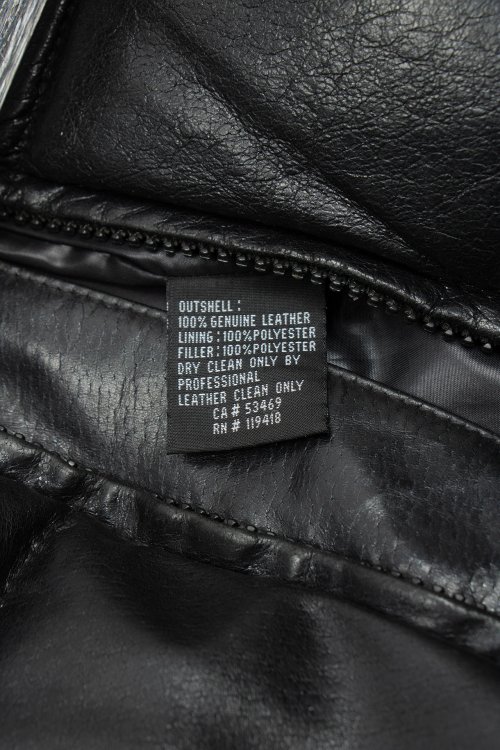 OUTSHELL:
100% GENUINE LEATHER
LINING:100%POLYESTER
FILLER:100%POLYESTER
DRY CLEAN ONLY BY
PROFESSIONAL
LEATHER CLEAN ONLY
CA# 53469
RN# 119418